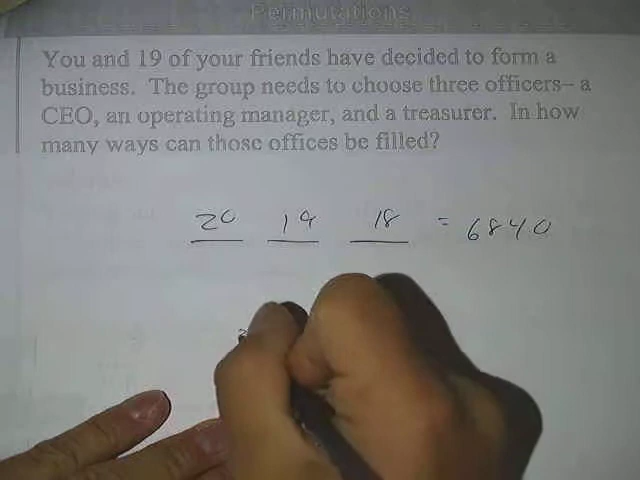 Permutations
You and 19 of your friends have decided to form a
business. The group needs to choose three officers– a
CEO, an operating manager, and a treasurer. In how
many ways can those offices be filled?
20 19 18 = 6840